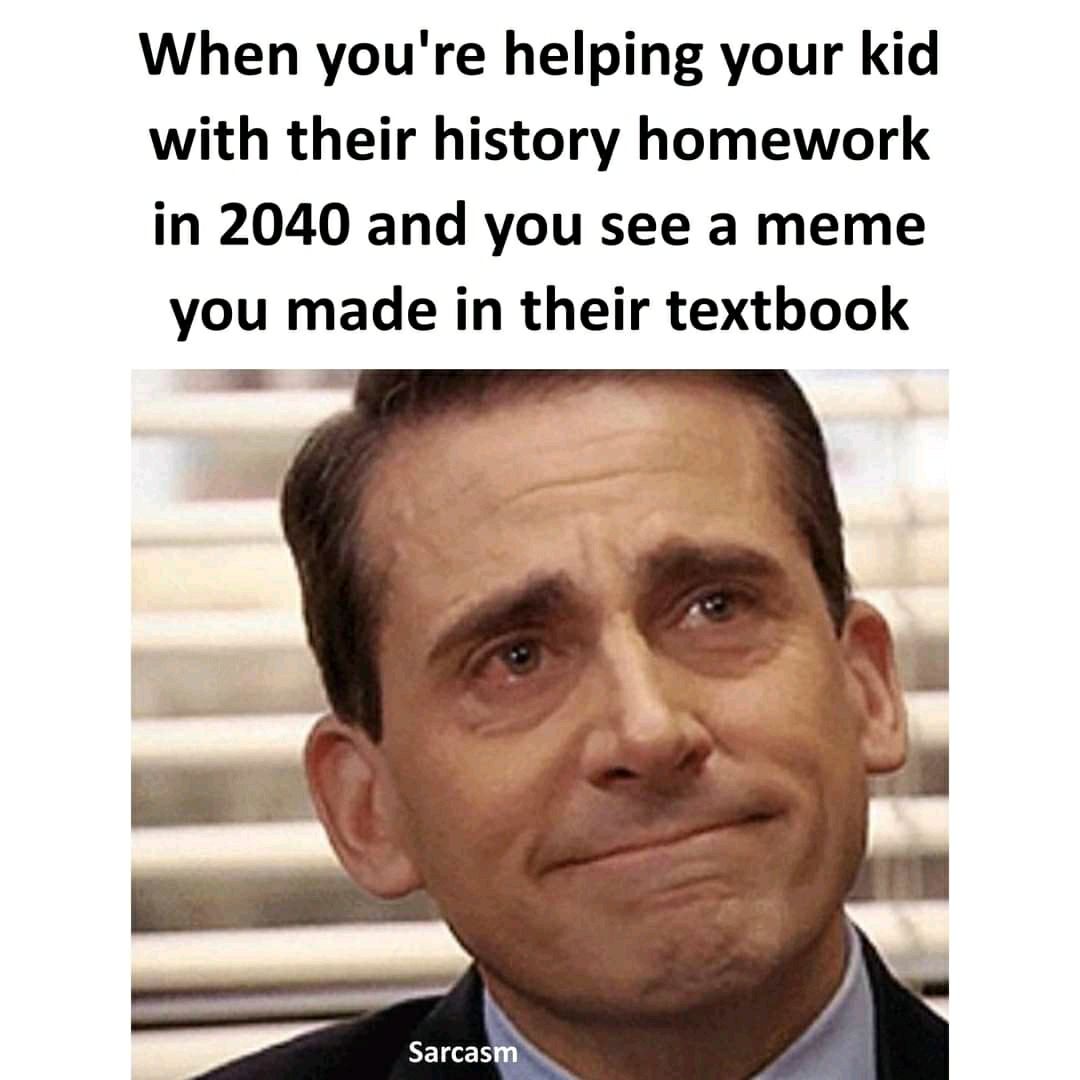 When you're helping your kid
with their history homework
in 2040 and you see a meme
you made in their textbook
Sarcasm